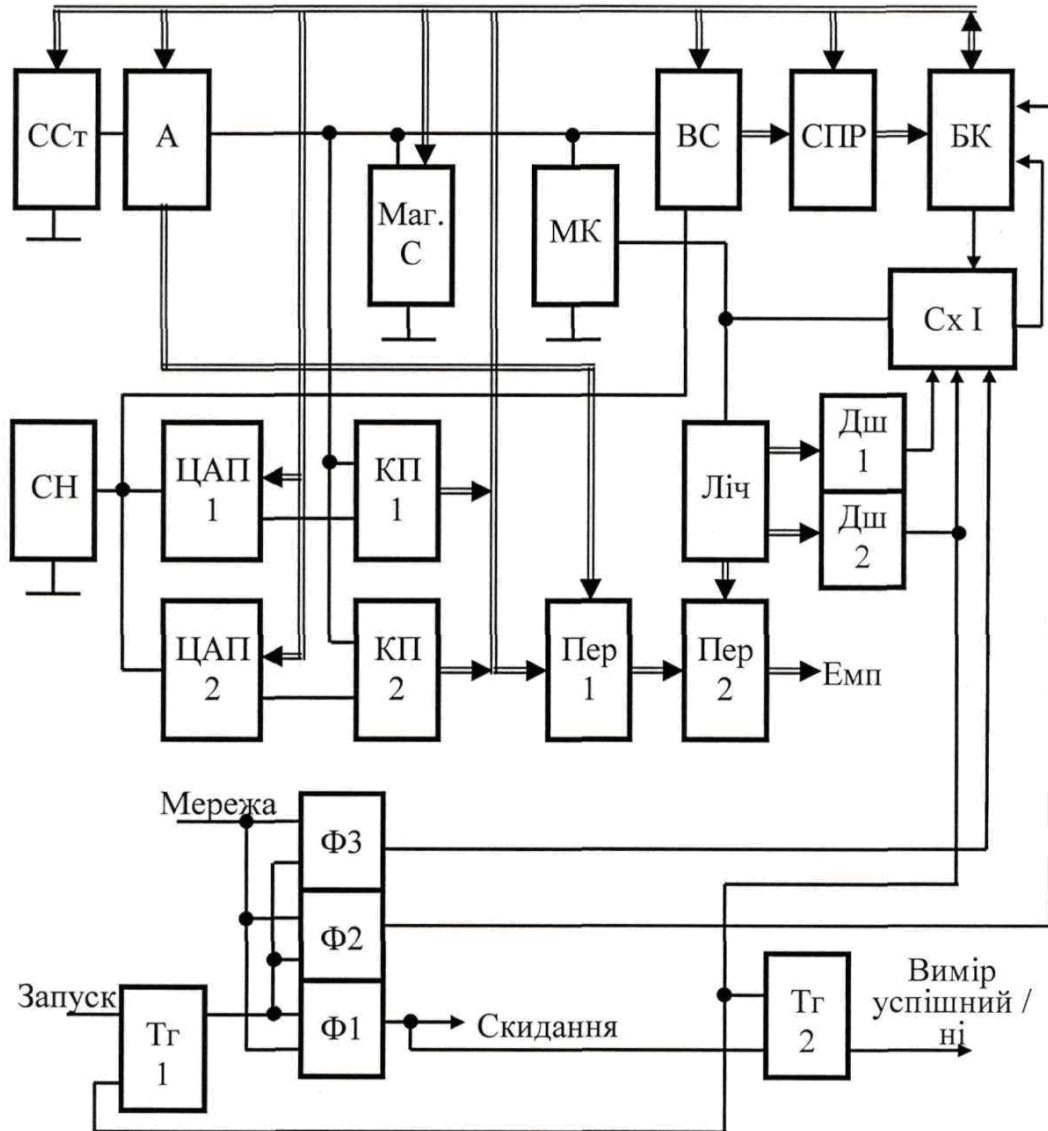 ССт
А
ВС
СПР
БК
Маг.
С
МК
Сх І
СН
ЦАП
1
КП
1
Ліч
Дш
1
Дш
2
ЦАП
2
КП
2
Пер
1
Пер
2
Емп
Мережа
Ф3
Ф2
Запуск
Тг
1
Ф1
Скидання
Тг
2
Вимір
успішний /
ні